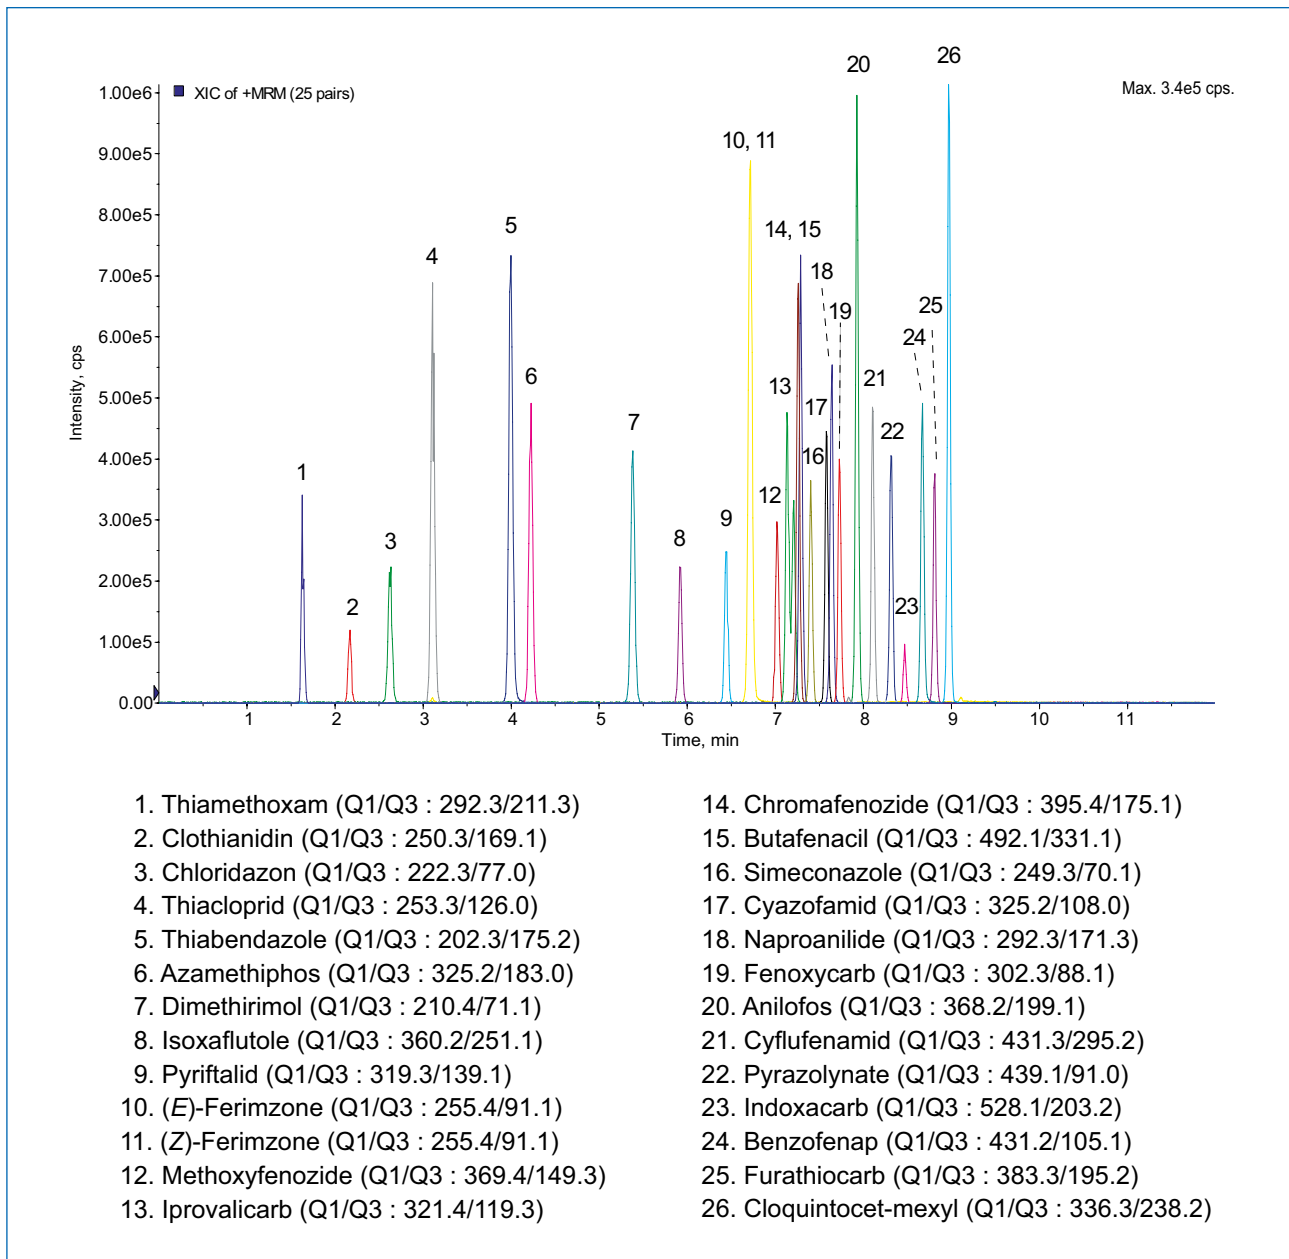 XIC of +MRM (25 pairs)
Max. 3.4e5 cps.
1.00e6
9.00e5
8.00e5
7.00e5
6.00e5
5.00e5
4.00e5
3.00e5
2.00e5
1.00e5
0.00
Intensity, cps
1
2
3
4
5
6
7
8
9
10, 11
12
13
14, 15
16
17
18
19
20
21
22
23
24
25
26
1 2 3 4 5 6 7 8 9 10 11
Time, min
1. Thiamethoxam (Q1/Q3 : 292.3/211.3)
2. Clothianidin (Q1/Q3 : 250.3/169.1)
3. Chloridazon (Q1/Q3 : 222.3/77.0)
4. Thiacloprid (Q1/Q3 : 253.3/126.0)
5. Thiabendazole (Q1/Q3 : 202.3/175.2)
6. Azamethiphos (Q1/Q3 : 325.2/183.0)
7. Dimethirimol (Q1/Q3 : 210.4/71.1)
8. Isoxaflutole (Q1/Q3 : 360.2/251.1)
9. Pyriftalid (Q1/Q3 : 319.3/139.1)
10. (E)-Ferimzone (Q1/Q3 : 255.4/91.1)
11. (Z)-Ferimzone (Q1/Q3 : 255.4/91.1)
12. Methoxyfenozide (Q1/Q3 : 369.4/149.3)
13. Iprovalicarb (Q1/Q3 : 321.4/119.3)
14. Chromafenozide (Q1/Q3 : 395.4/175.1)
15. Butafenacil (Q1/Q3 : 492.1/331.1)
16. Simeconazole (Q1/Q3 : 249.3/70.1)
17. Cyazofamid (Q1/Q3 : 325.2/108.0)
18. Naproanilide (Q1/Q3 : 292.3/171.3)
19. Fenoxycarb (Q1/Q3 : 302.3/88.1)
20. Anilofos (Q1/Q3 : 368.2/199.1)
21. Cyflufenamid (Q1/Q3 : 431.3/295.2)
22. Pyrazolynate (Q1/Q3 : 439.1/91.0)
23. Indoxacarb (Q1/Q3 : 528.1/203.2)
24. Benzofenap (Q1/Q3 : 431.2/105.1)
25. Furathiocarb (Q1/Q3 : 383.3/195.2)
26. Cloquintocet-mexyl (Q1/Q3 : 336.3/238.2)